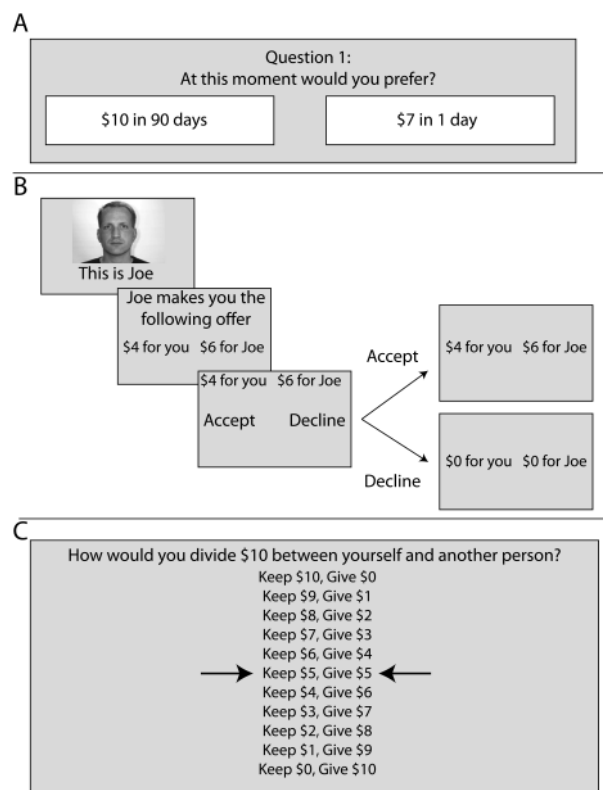 A
Question 1:
At this moment would you prefer?
$10 in 90 days
$7 in 1 day
B
This is Joe
Joe makes you the
following offer
$4 for you $6 for Joe
$4 for you $6 for Joe
Accept Decline
Accept
$4 for you $6 for Joe
Decline
$0 for you $0 for Joe
C
How would you divide $10 between yourself and another person?
Keep $10, Give $0
Keep $9, Give $1
Keep $8, Give $2
Keep $7, Give $3
Keep $6, Give $4
Keep $5, Give $5
Keep $4, Give $6
Keep $3, Give $7
Keep $2, Give $8
Keep $1, Give $9
Keep $0, Give $10